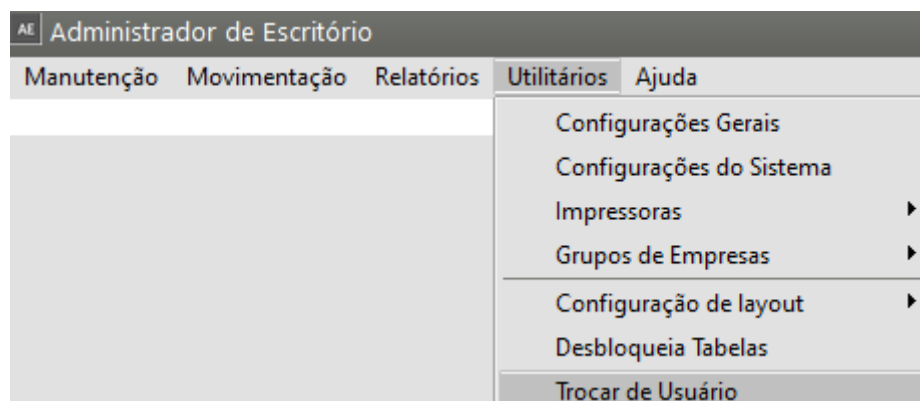 AE Administrador de Escritório
Manutenção Movimentação Relatórios Utilitários Ajuda
Configurações Gerais
Configurações do Sistema
Impressoras
Grupos de Empresas
Configuração de layout
Desbloqueia Tabelas
Trocar de Usuário